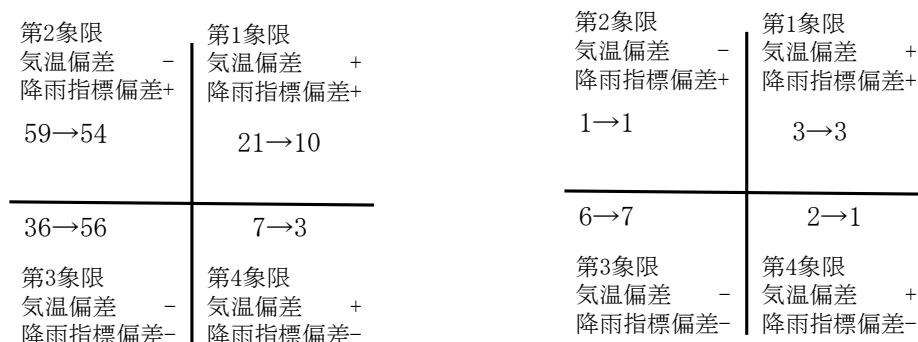 第2象限
気温偏差 -
降雨指標偏差+
59→54
第1象限
気温偏差 +
降雨指標偏差+
21→10
36→56
第3象限
気温偏差 -
降雨指標偏差-
7→3
第4象限
気温偏差 +
降雨指標偏差-
第2象限
気温偏差 -
降雨指標偏差+
1→1
第1象限
気温偏差 +
降雨指標偏差+
3→3
6→7
第3象限
気温偏差 -
降雨指標偏差-
2→1
第4象限
気温偏差 +
降雨指標偏差-